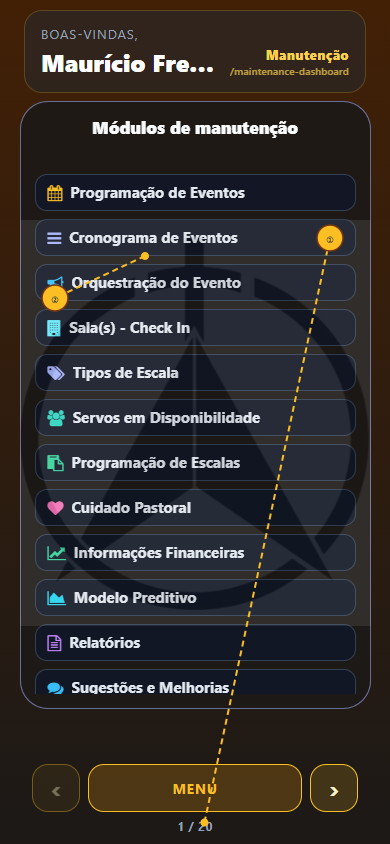 BOAS-VINDAS,
Maurício Fre...
Manutenção
/maintenance-dashboard
Módulos de manutenção
Programação de Eventos
Cronograma de Eventos
①
Orquestração do Evento
②
Sala(s) - Check In
Tipos de Escala
Servos em Disponibilidade
Programação de Escalas
Cuidado Pastoral
Informações Financeiras
Modelo Preditivo
Relatórios
Sugestões e Melhorias
‹ MENU ›
1 / 20